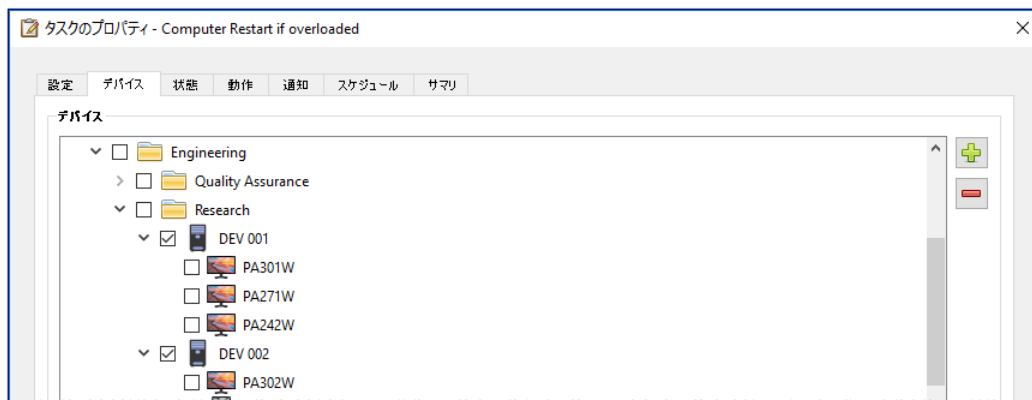 タスクのプロパティ - Computer Restart if overloaded
設定 デバイス 状態 動作 通知 スケジュール サマリ
デバイス
Engineering
Quality Assurance
Research
DEV 001
PA301W
PA271W
PA242W
DEV 002
PA302W